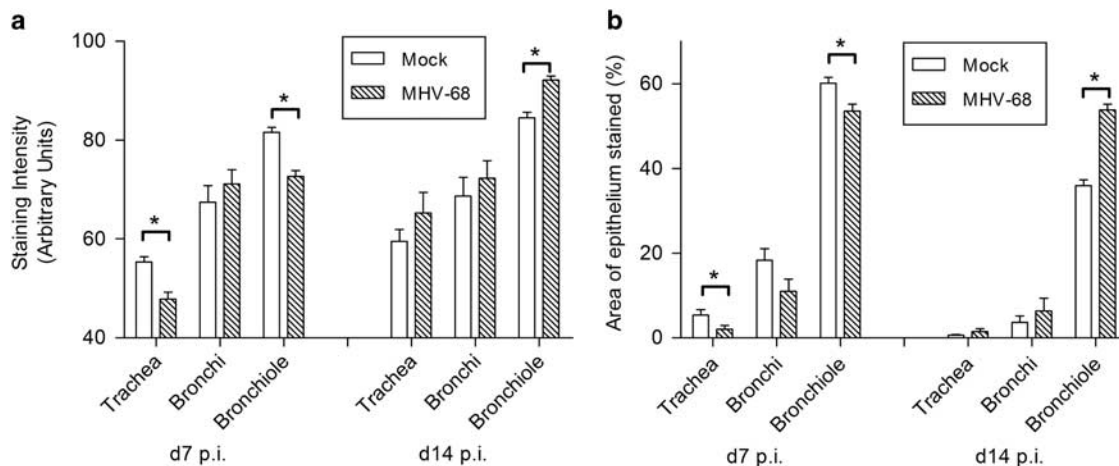 a
Staining Intensity
(Arbitrary Units)
100
80
60
40
Mock
MHV-68
*
*
*
Trachea
Bronchi
Bronchiole
Trachea
Bronchi
Bronchiole
d7 p.i.
d14 p.i.
b
Area of epithelium stained (%)
60
40
20
0
Mock
MHV-68
*
*
*
Trachea
Bronchi
Bronchiole
Trachea
Bronchi
Bronchiole
d7 p.i.
d14 p.i.